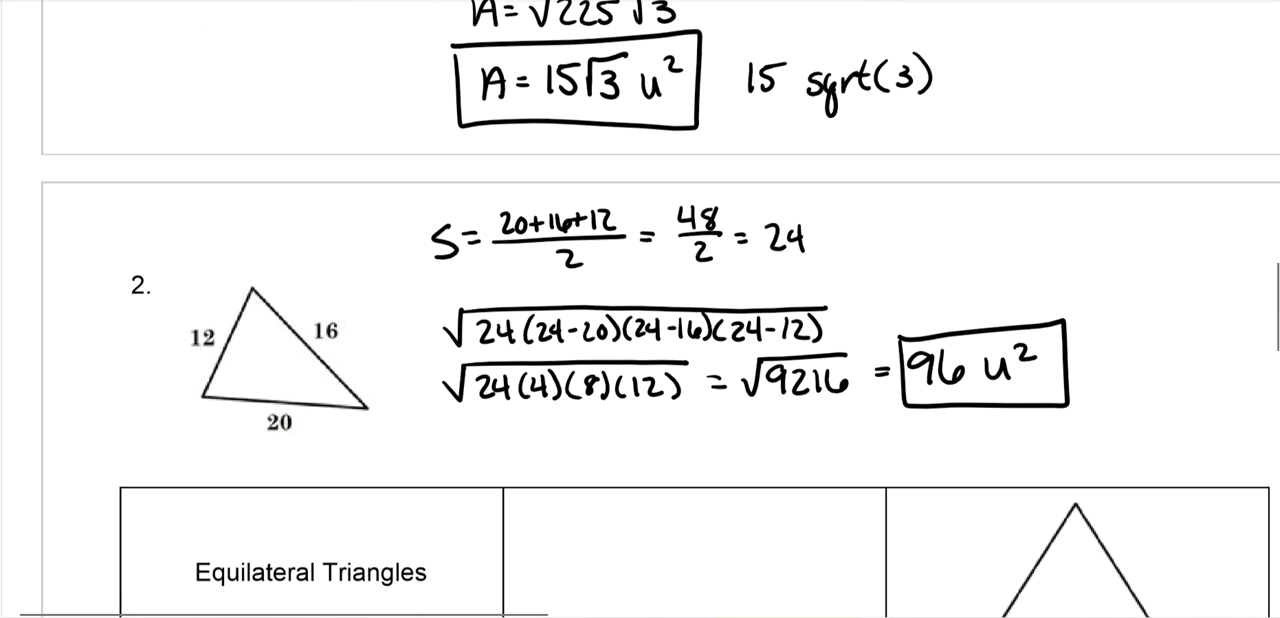 A = √225 √3
A = 15√3 u² 15 sqrt(3)
S = 20+16+12/2 = 48/2 = 24
2.
12
16
20
√24(24-20)(24-16)(24-12)
√24(4)(8)(12) = √9216 = 96 u²
Equilateral Triangles